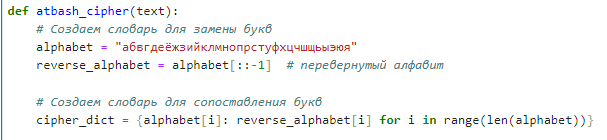 def atbash_cipher(text):
# Создаем словарь для замены букв
alphabet = "абвгдеёжзийклмнопрстуфхцчшщьыэюя"
reverse_alphabet = alphabet[::-1]  # перевернутый алфавит
# Создаем словарь для сопоставления букв
cipher_dict = {alphabet[i]: reverse_alphabet[i] for i in range(len(alphabet))}